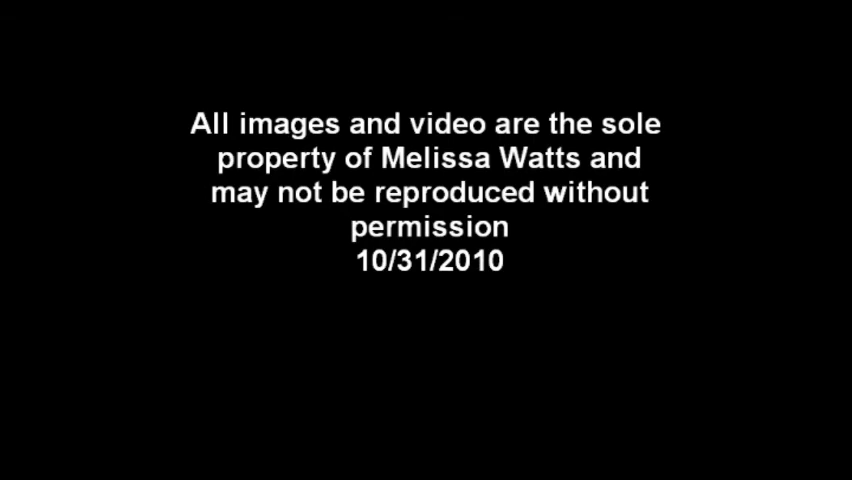 All images and video are the sole
property of Melissa Watts and
may not be reproduced without
permission
10/31/2010